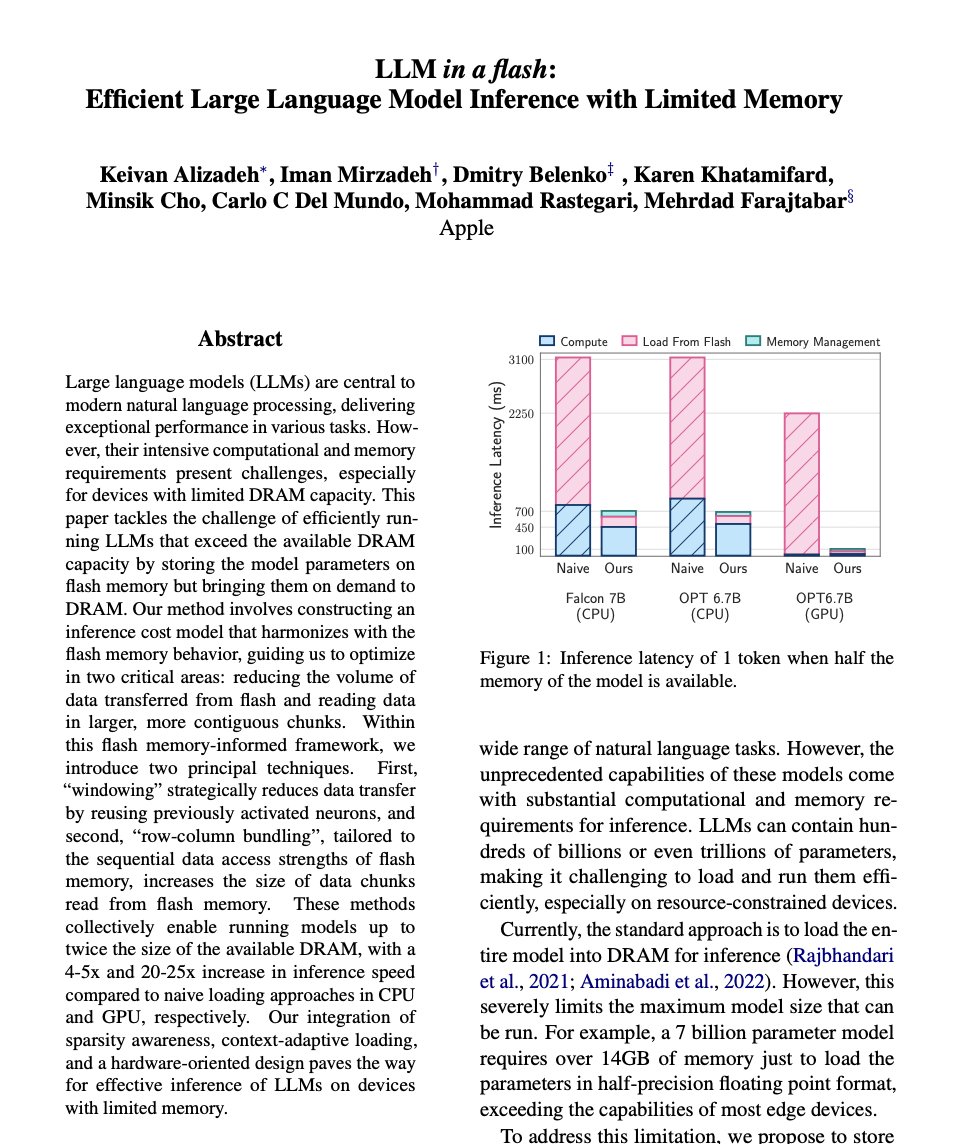 LLM in a flash:
Efficient Large Language Model Inference with Limited Memory
Keivan Alizadeh*, Iman Mirzadeh†, Dmitry Belenko‡ , Karen Khatamifard,
Minsik Cho, Carlo C Del Mundo, Mohammad Rastegari, Mehrdad Farajtabar§
Apple
Abstract
Large language models (LLMs) are central to
modern natural language processing, delivering
exceptional performance in various tasks. How-
ever, their intensive computational and memory
requirements present challenges, especially
for devices with limited DRAM capacity. This
paper tackles the challenge of efficiently run-
ning LLMs that exceed the available DRAM
capacity by storing the model parameters on
flash memory but bringing them on demand to
DRAM. Our method involves constructing an
inference cost model that harmonizes with the
flash memory behavior, guiding us to optimize
in two critical areas: reducing the volume of
data transferred from flash and reading data
in larger, more contiguous chunks. Within
this flash memory-informed framework, we
introduce two principal techniques. First,
“windowing” strategically reduces data transfer
by reusing previously activated neurons, and
second, “row-column bundling”, tailored to
the sequential data access strengths of flash
memory, increases the size of data chunks
read from flash memory. These methods
collectively enable running models up to
twice the size of the available DRAM, with a
4-5x and 20-25x increase in inference speed
compared to naive loading approaches in CPU
and GPU, respectively. Our integration of
sparsity awareness, context-adaptive loading,
and a hardware-oriented design paves the way
for effective inference of LLMs on devices
with limited memory.
Compute Load From Flash Memory Management
Inference Latency (ms)
3100
2250
700
450
100
Naive Ours Naive Ours Naive Ours
Falcon 7B OPT 6.7B OPT6.7B
(CPU) (CPU) (GPU)
Figure 1: Inference latency of 1 token when half the
memory of the model is available.
wide range of natural language tasks. However, the
unprecedented capabilities of these models come
with substantial computational and memory re-
quirements for inference. LLMs can contain hun-
dreds of billions or even trillions of parameters,
making it challenging to load and run them effi-
ciently, especially on resource-constrained devices.
Currently, the standard approach is to load the en-
tire model into DRAM for inference (Rajbhandari
et al., 2021; Aminabadi et al., 2022). However, this
severely limits the maximum model size that can
be run. For example, a 7 billion parameter model
requires over 14GB of memory just to load the
parameters in half-precision floating point format,
exceeding the capabilities of most edge devices.
To address this limitation, we propose to store